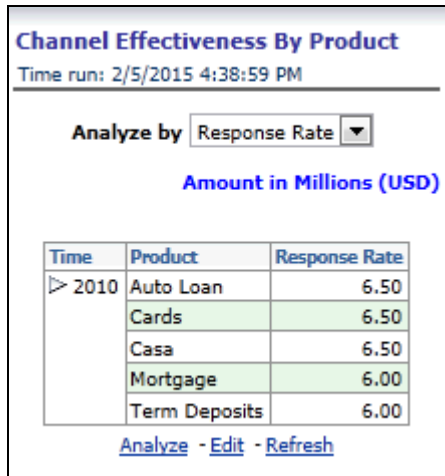 Channel Effectiveness By Product
Time run: 2/5/2015 4:38:59 PM
Analyze by Response Rate
Amount in Millions (USD)
Time Product Response Rate
2010 Auto Loan 6.50
Cards 6.50
Casa 6.50
Mortgage 6.00
Term Deposits 6.00
Analyze - Edit - Refresh